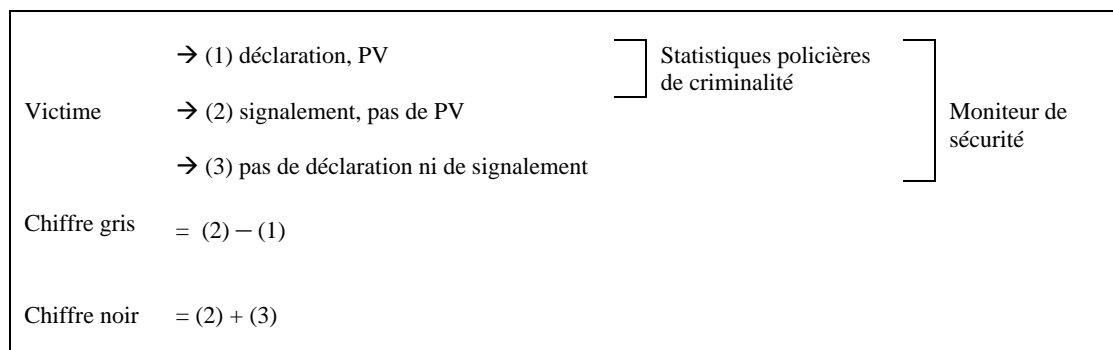 → (1) déclaration, PV
Statistiques policières
de criminalité
Victime → (2) signalement, pas de PV
Moniteur de
sécurité
→ (3) pas de déclaration ni de signalement
Chiffre gris = (2) – (1)
Chiffre noir = (2) + (3)